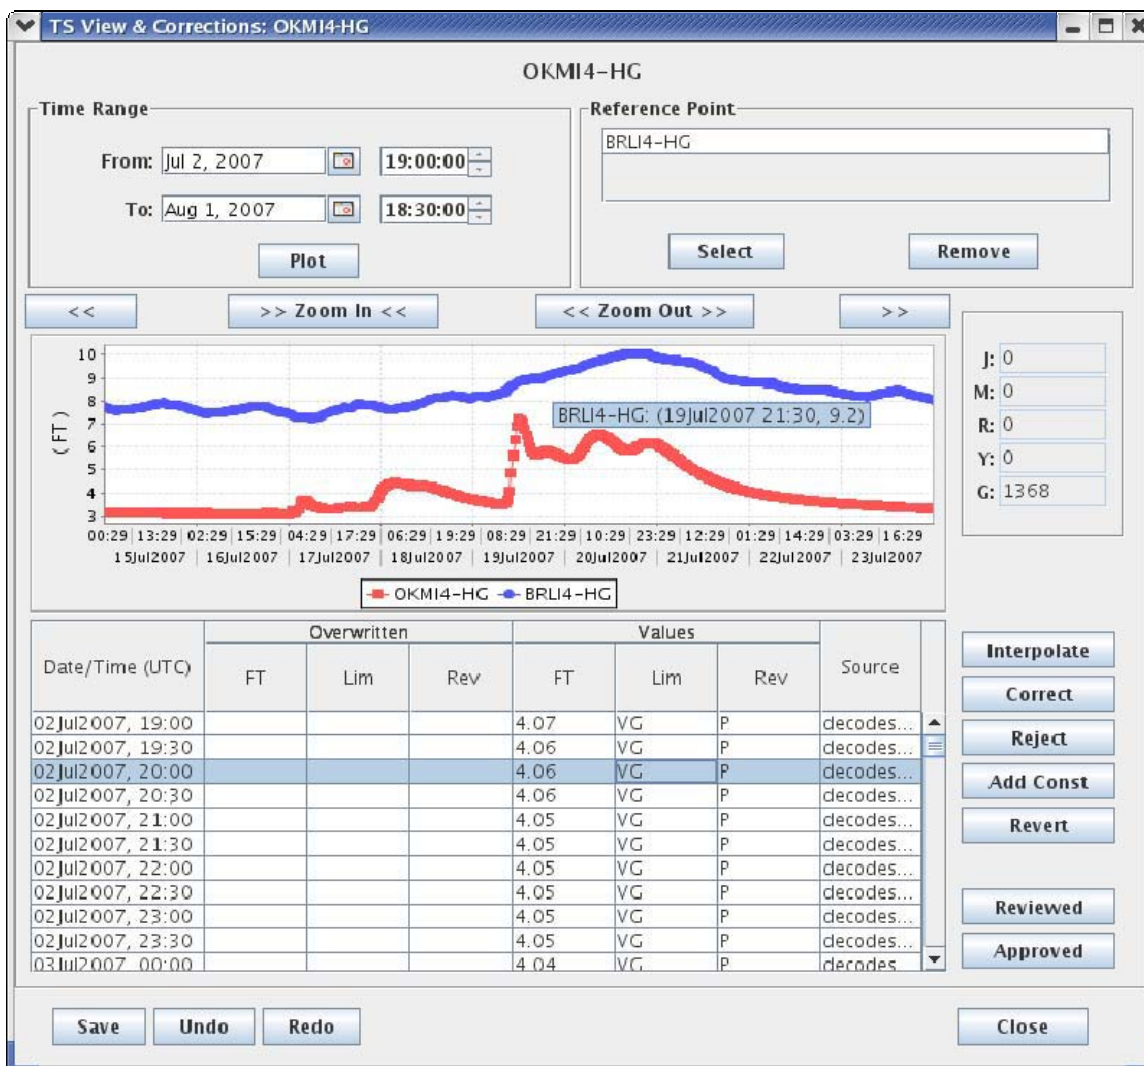 TS View & Corrections: OKMI4-HG
OKMI4-HG
Time Range
From: Jul 2, 2007 19:00:00
To: Aug 1, 2007 18:30:00
Plot
Reference Point
BRLI4-HG
Select Remove
<< >> Zoom In << << Zoom Out >> >>
10
9
8
7
6
5
4
3
( FT )
BRLI4-HG: (19Jul2007 21:30, 9.2)
00:29 13:29 02:29 15:29 04:29 17:29 06:29 19:29 08:29 21:29 10:29 23:29 12:29 01:29 14:29 03:29 16:29
15Jul2007 16Jul2007 17Jul2007 18Jul2007 19Jul2007 20Jul2007 21Jul2007 22Jul2007 23Jul2007
OKMI4-HG BRLI4-HG
J: 0
M: 0
R: 0
Y: 0
G: 1368
Overwritten Values
Date/Time (UTC) FT Lim Rev FT Lim Rev Source
02Jul2007, 19:00 4.07 VG P decodes...
02Jul2007, 19:30 4.06 VG P decodes...
02Jul2007, 20:00 4.06 VG P decodes...
02Jul2007, 20:30 4.06 VG P decodes...
02Jul2007, 21:00 4.05 VG P decodes...
02Jul2007, 21:30 4.05 VG P decodes...
02Jul2007, 22:00 4.05 VG P decodes...
02Jul2007, 22:30 4.05 VG P decodes...
02Jul2007, 23:00 4.05 VG P decodes...
02Jul2007, 23:30 4.05 VG P decodes...
03Jul2007, 00:00 4.04 VG P decodes
Interpolate
Correct
Reject
Add Const
Revert
Reviewed
Approved
Save Undo Redo Close